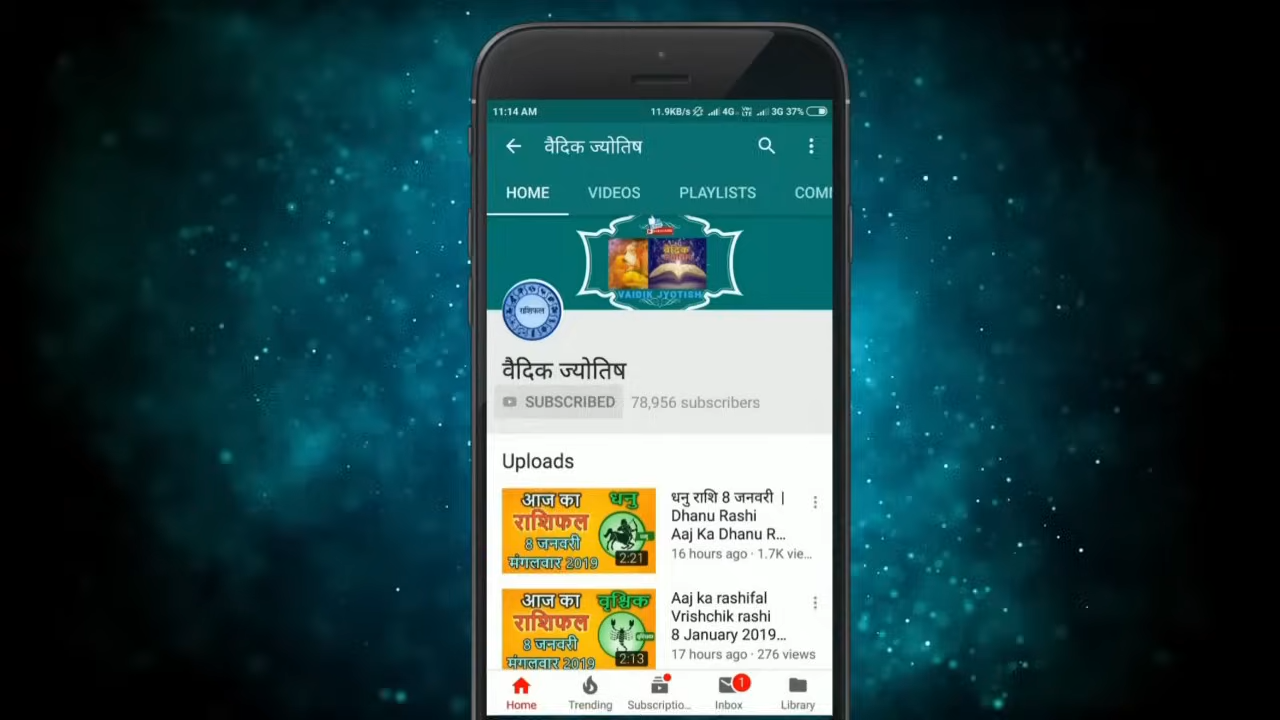 11:14 AM
11.9KB/s 4G VoLTE 3G 37%
वैदिक ज्योतिष
HOME VIDEOS PLAYLISTS COMM
वैदिक
VAIDIK JYOTISH
राशिफल
वैदिक ज्योतिष
SUBSCRIBED 78,956 subscribers
Uploads
आज का धनु
राशिफल
8 जनवरी
मंगलवार 2019
2:21
धनु राशि 8 जनवरी |
Dhanu Rashi
Aaj Ka Dhanu R...
16 hours ago · 1.7K vie...
आज का वृश्चिक
राशिफल
8 जनवरी
मंगलवार 2019
2:13
Aaj ka rashifal
Vrishchik rashi
8 January 2019...
17 hours ago · 276 views
1
Home Trending Subscriptio... Inbox Library